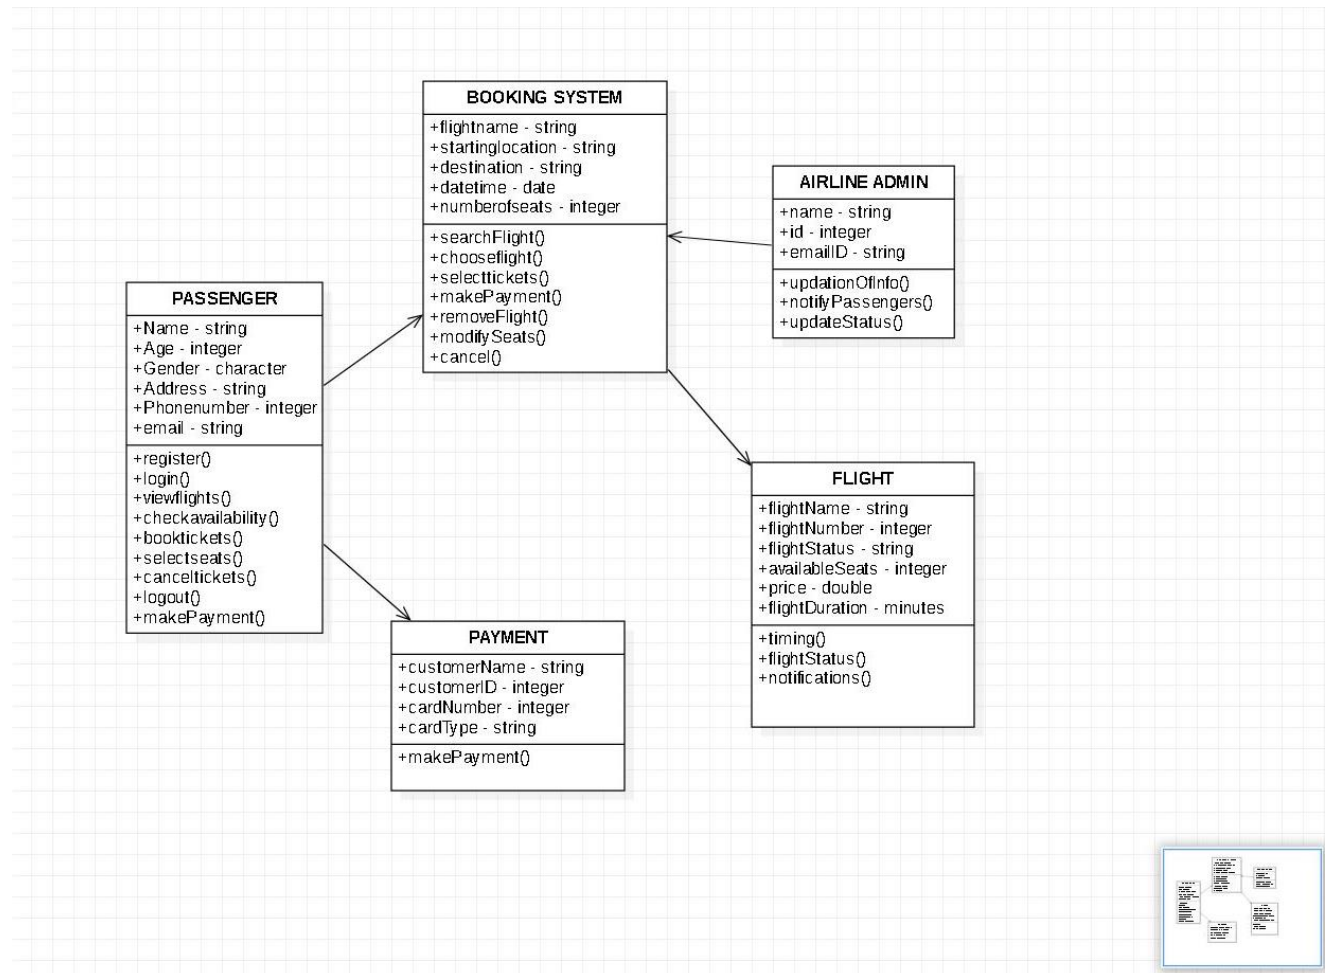 BOOKING SYSTEM
+flightname - string
+startinglocation - string
+destination - string
+datetime - date
+numberofseats - integer
+searchFlight()
+chooseflight()
+selecttickets()
+makePayment()
+removeFlight()
+modifySeats()
+cancel()
AIRLINE ADMIN
+name - string
+id - integer
+emailID - string
+updationOfInfo()
+notifyPassengers()
+updateStatus()
PASSENGER
+Name - string
+Age - integer
+Gender - character
+Address - string
+Phonenumber - integer
+email - string
+register()
+login()
+viewflights()
+checkavailability()
+booktickets()
+selectseats()
+canceltickets()
+logout()
+makePayment()
FLIGHT
+flightName - string
+flightNumber - integer
+flightStatus - string
+availableSeats - integer
+price - double
+flightDuration - minutes
+timing()
+flightStatus()
+notifications()
PAYMENT
+customerName - string
+customerID - integer
+cardNumber - integer
+cardType - string
+makePayment()